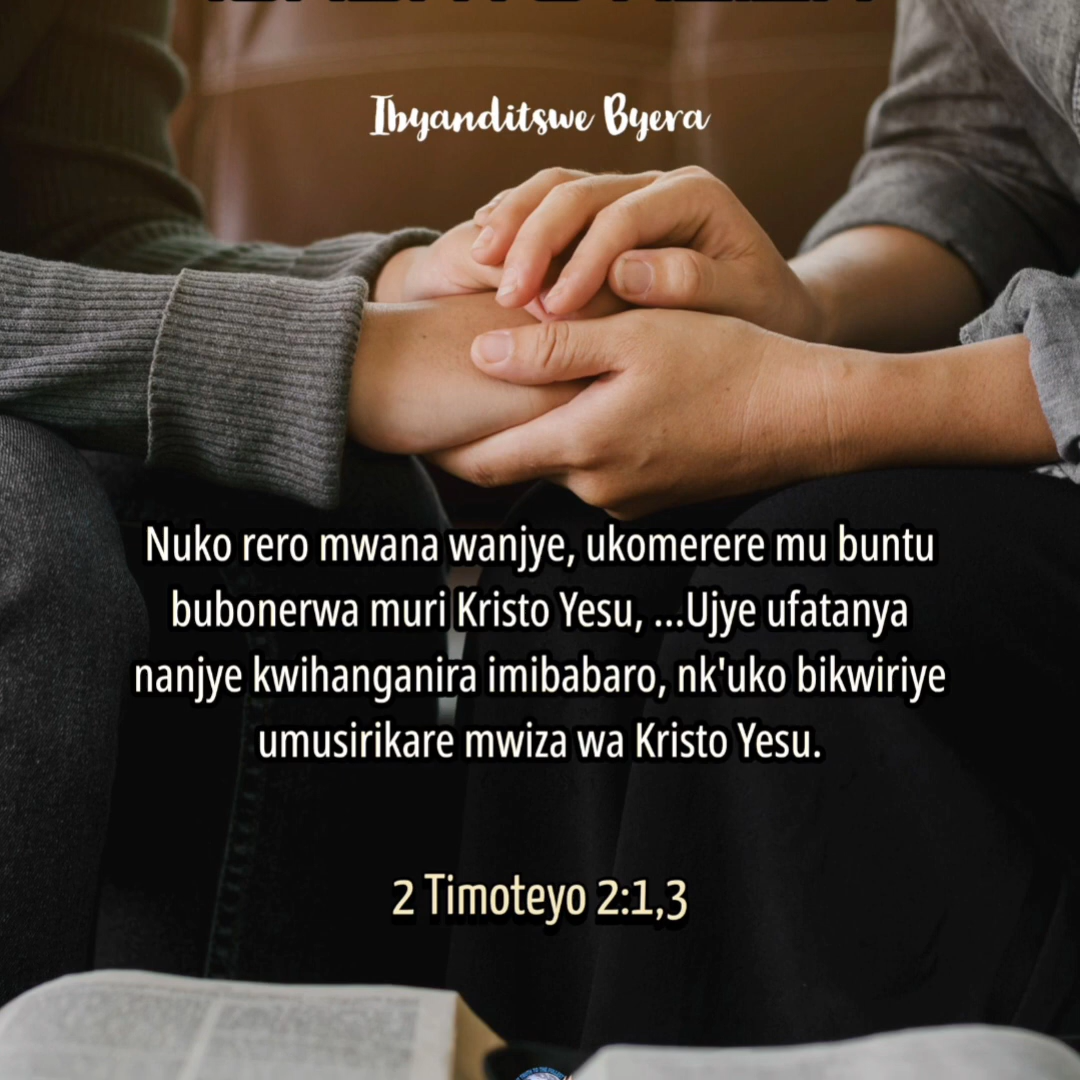 Ibyanditswe Byera
Nuko rero mwana wanjye, ukomerere mu buntu
bubonerwa muri Kristo Yesu, ...Ujye ufatanya
nanjye kwihanganira imibabaro, nk'uko bikwiriye
umusirikare mwiza wa Kristo Yesu.
2 Timoteyo 2:1,3